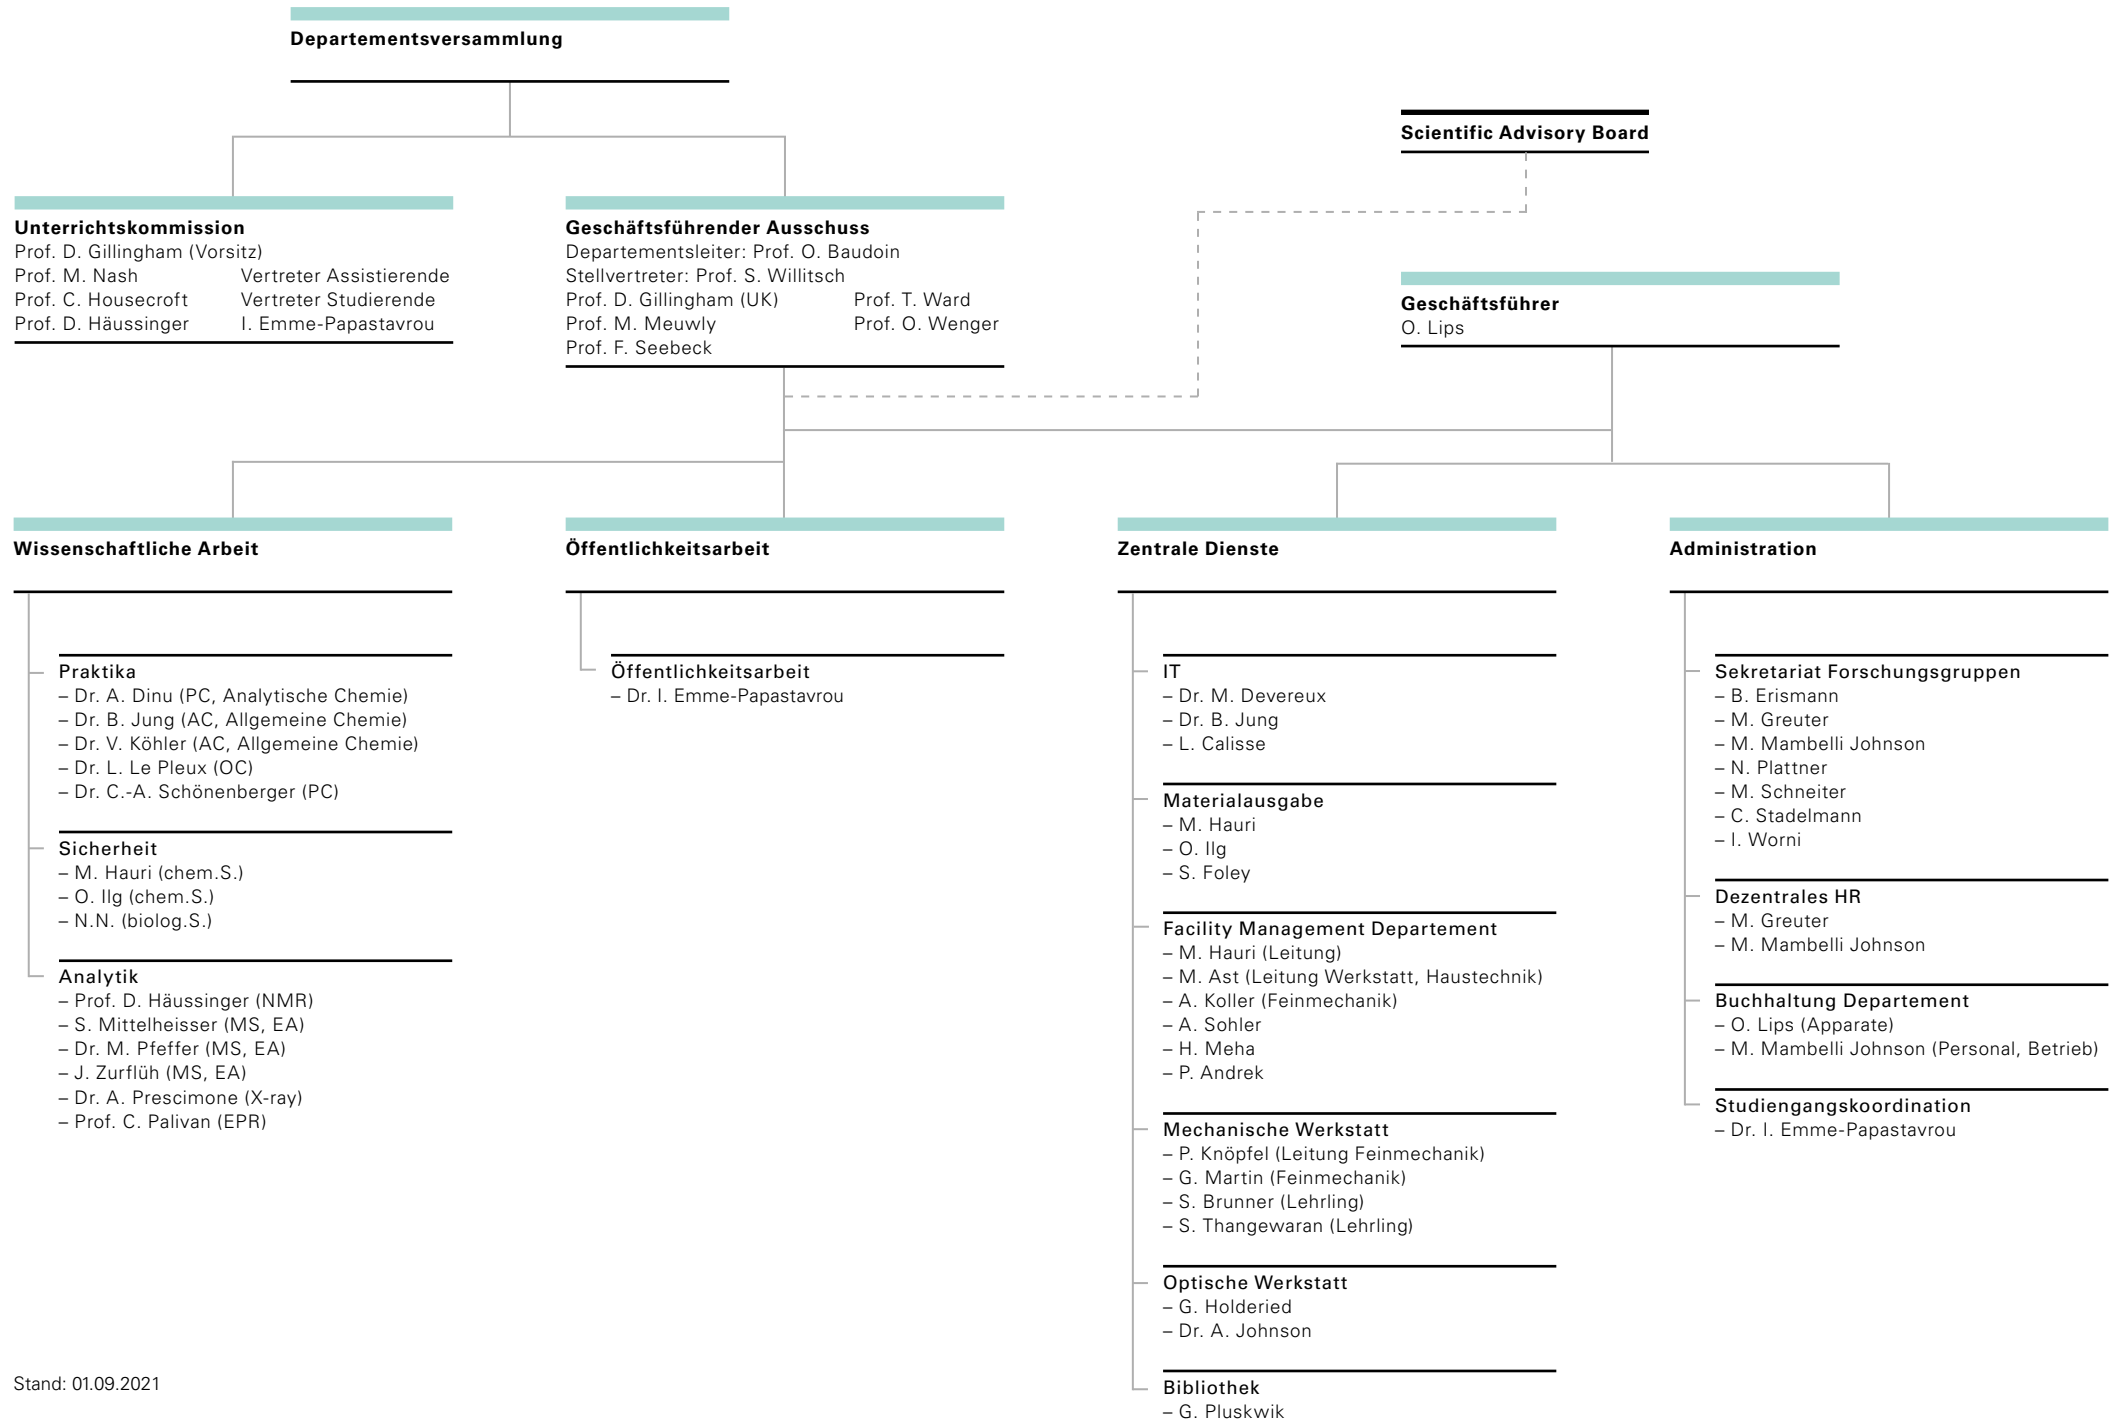 Departementsversammlung
Scientific Advisory Board
Unterrichtskommission
Prof. D. Gillingham (Vorsitz)
Prof. M. Nash Vertreter Assistierende
Prof. C. Housecroft Vertreter Studierende
Prof. D. Häussinger I. Emme-Papastavrou
Geschäftsführender Ausschuss
Departementsleiter: Prof. O. Baudoin
Stellvertreter: Prof. S. Willitsch
Prof. D. Gillingham (UK) Prof. T. Ward
Prof. M. Meuwly Prof. O. Wenger
Prof. F. Seebeck
Geschäftsführer
O. Lips
Wissenschaftliche Arbeit
Praktika
– Dr. A. Dinu (PC, Analytische Chemie)
– Dr. B. Jung (AC, Allgemeine Chemie)
– Dr. V. Köhler (AC, Allgemeine Chemie)
– Dr. L. Le Pleux (OC)
– Dr. C.-A. Schönenberger (PC)
Sicherheit
– M. Hauri (chem.S.)
– O. Ilg (chem.S.)
– N.N. (biolog.S.)
Analytik
– Prof. D. Häussinger (NMR)
– S. Mittelheisser (MS, EA)
– Dr. M. Pfeffer (MS, EA)
– J. Zurflüh (MS, EA)
– Dr. A. Prescimone (X-ray)
– Prof. C. Palivan (EPR)
Öffentlichkeitsarbeit
Öffentlichkeitsarbeit
– Dr. I. Emme-Papastavrou
Zentrale Dienste
IT
– Dr. M. Devereux
– Dr. B. Jung
– L. Calisse
Materialausgabe
– M. Hauri
– O. Ilg
– S. Foley
Facility Management Departement
– M. Hauri (Leitung)
– M. Ast (Leitung Werkstatt, Haustechnik)
– A. Koller (Feinmechanik)
– A. Sohler
– H. Meha
– P. Andrek
Mechanische Werkstatt
– P. Knöpfel (Leitung Feinmechanik)
– G. Martin (Feinmechanik)
– S. Brunner (Lehrling)
– S. Thangewaran (Lehrling)
Optische Werkstatt
– G. Holderied
– Dr. A. Johnson
Bibliothek
– G. Pluskwik
Administration
Sekretariat Forschungsgruppen
– B. Erismann
– M. Greuter
– M. Mambelli Johnson
– N. Plattner
– M. Schneiter
– C. Stadelmann
– I. Worni
Dezentrales HR
– M. Greuter
– M. Mambelli Johnson
Buchhaltung Departement
– O. Lips (Apparate)
– M. Mambelli Johnson (Personal, Betrieb)
Studiengangskoordination
– Dr. I. Emme-Papastavrou
Stand: 01.09.2021